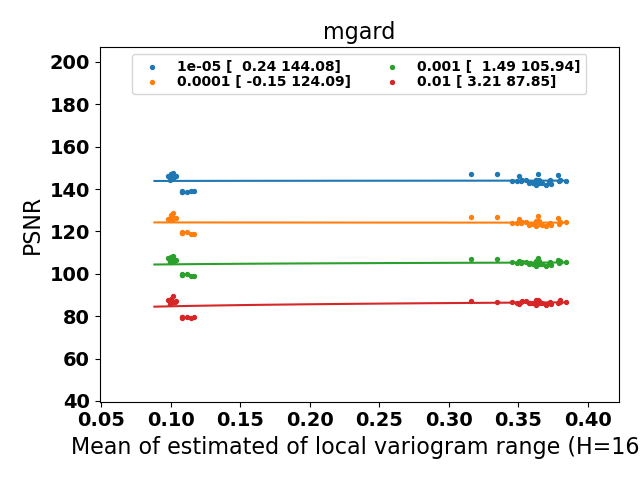 mgard
1e-05 [  0.24 144.08]
0.0001 [ -0.15 124.09]
0.001 [  1.49 105.94]
0.01 [ 3.21 87.85]
PSNR
200
180
160
140
120
100
80
60
40
0.05 0.10 0.15 0.20 0.25 0.30 0.35 0.40
Mean of estimated of local variogram range (H=16